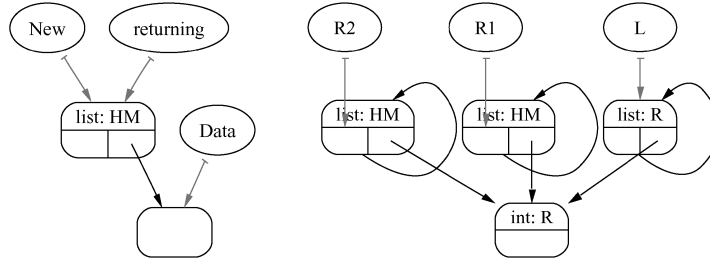 New
returning
list: HM
Data
R2
R1
L
list: HM
list: HM
list: R
int: R